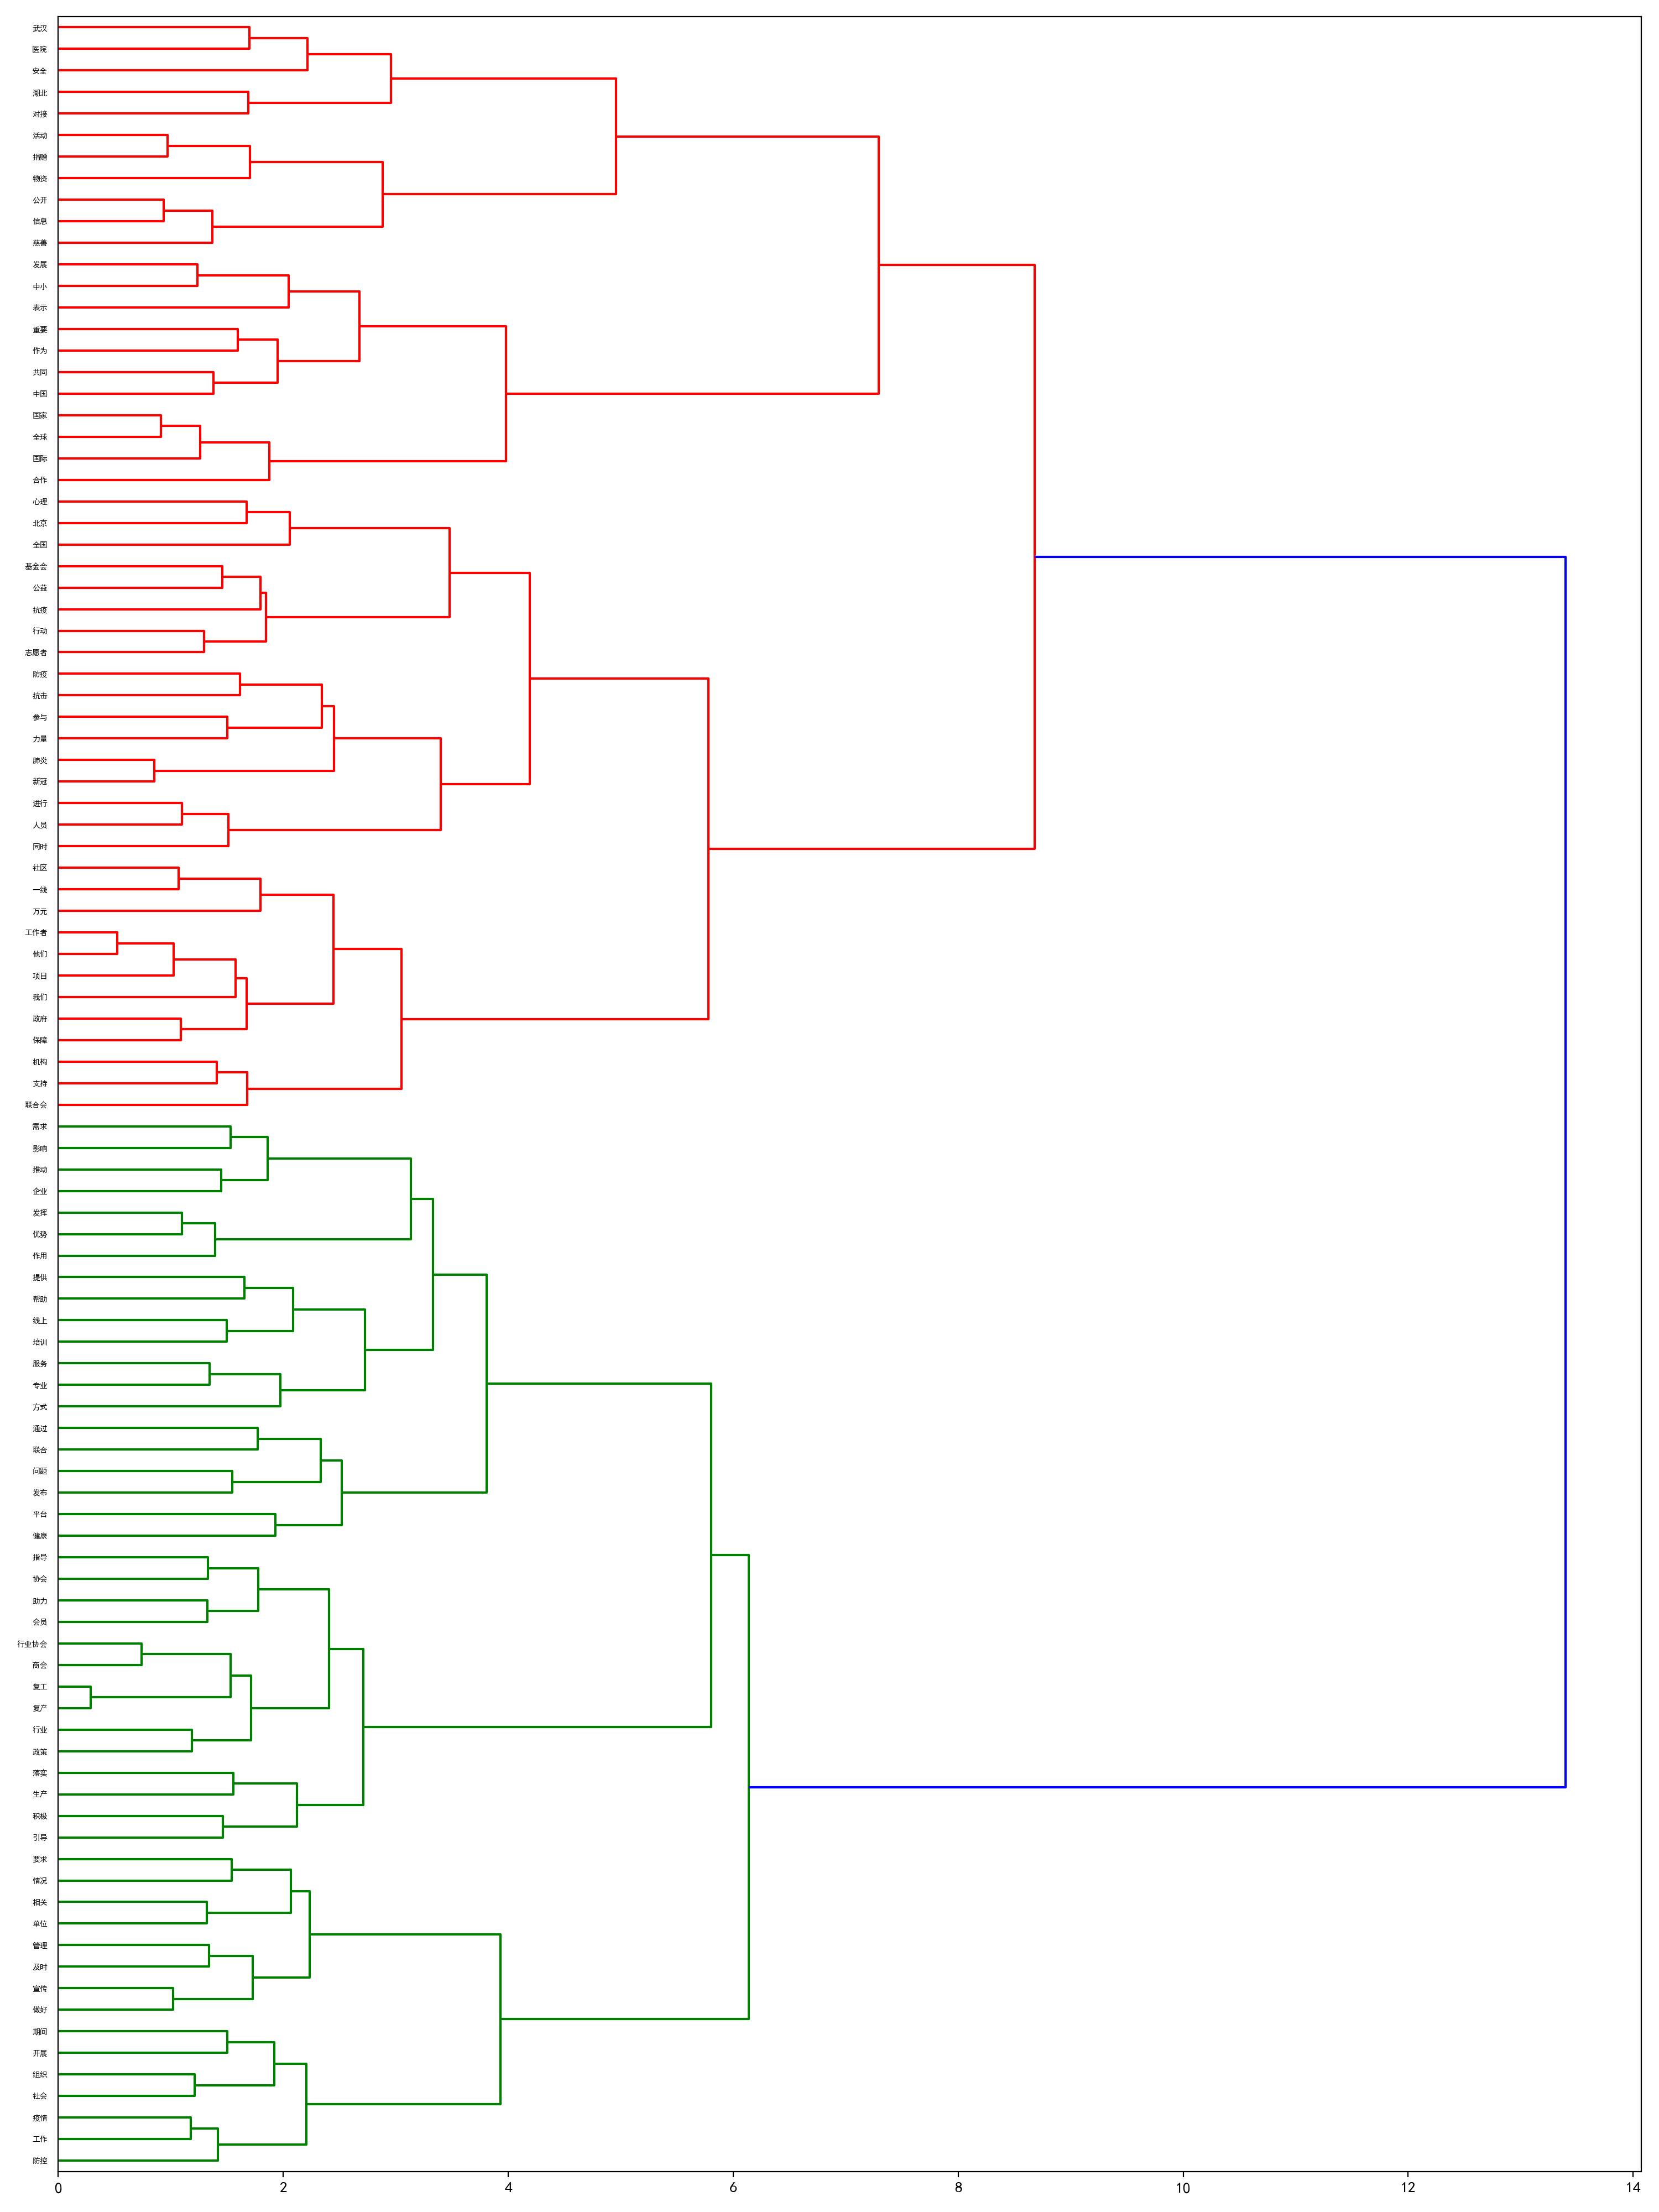 武汉
医院
安全
湖北
对接
活动
捐赠
物资
公开
信息
慈善
发展
中小
表示
重要
作为
共同
中国
国家
全球
国际
合作
心理
北京
全国
基金会
公益
抗疫
行动
志愿者
防疫
抗击
参与
力量
肺炎
新冠
进行
人员
同时
社区
一线
万元
工作者
他们
项目
我们
政府
保障
机构
支持
联合会
需求
影响
推动
企业
发挥
优势
作用
提供
帮助
线上
培训
服务
专业
方式
通过
联合
问题
发布
平台
健康
指导
协会
助力
会员
行业协会
商会
复工
复产
行业
政策
落实
生产
积极
引导
要求
情况
相关
单位
管理
及时
宣传
做好
期间
开展
组织
社会
疫情
工作
防控
0 2 4 6 8 10 12 14